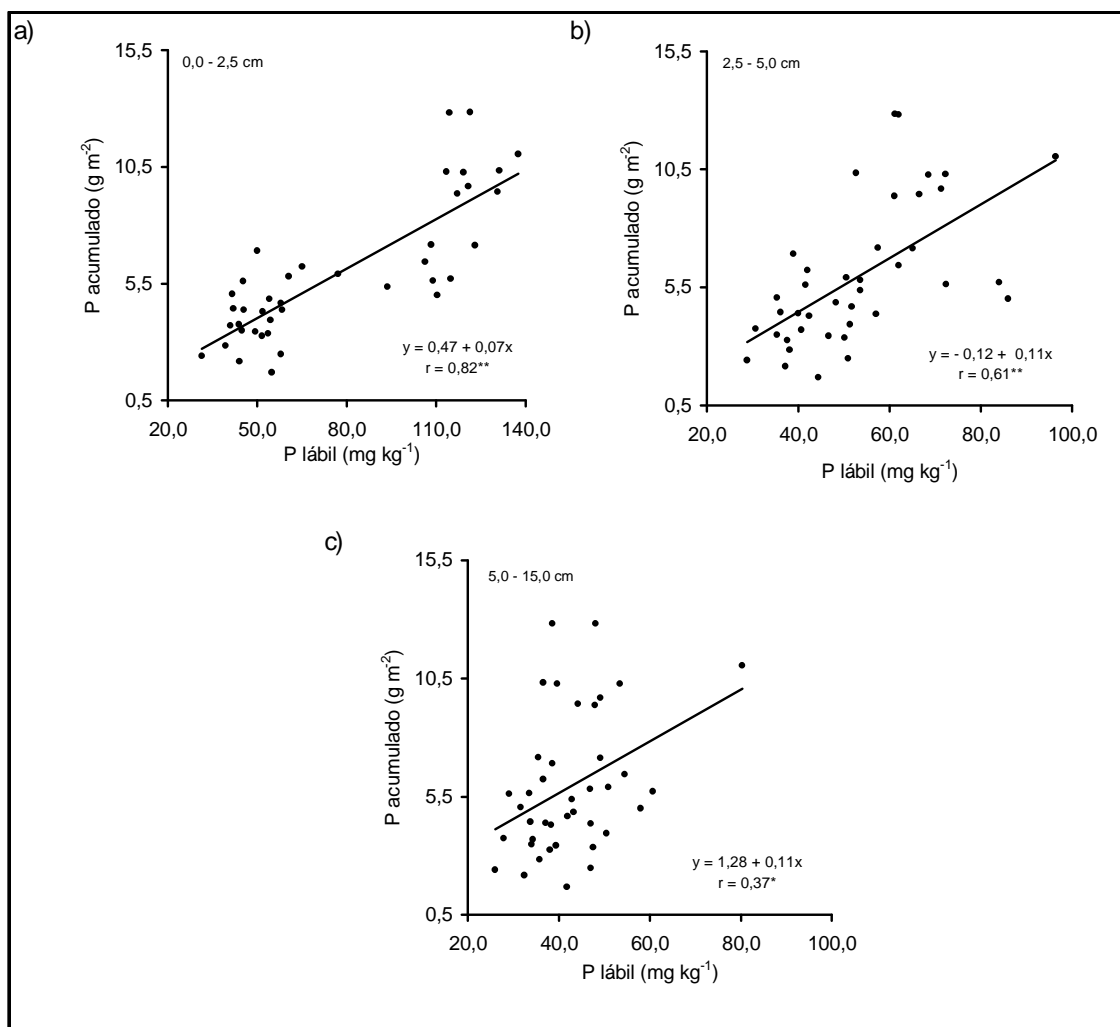 a)
0,0 - 2,5 cm
P acumulado (g m⁻²)
15,5
10,5
5,5
0,5
y = 0,47 + 0,07x
r = 0,82**
20,0 50,0 80,0 110,0 140,0
P lábil (mg kg⁻¹)
b)
2,5 - 5,0 cm
P acumulado (g m⁻²)
15,5
10,5
5,5
0,5
y = - 0,12 + 0,11x
r = 0,61**
20,0 40,0 60,0 80,0 100,0
P lábil (mg kg⁻¹)
c)
5,0 - 15,0 cm
P acumulado (g m⁻²)
15,5
10,5
5,5
0,5
y = 1,28 + 0,11x
r = 0,37*
20,0 40,0 60,0 80,0 100,0
P lábil (mg kg⁻¹)